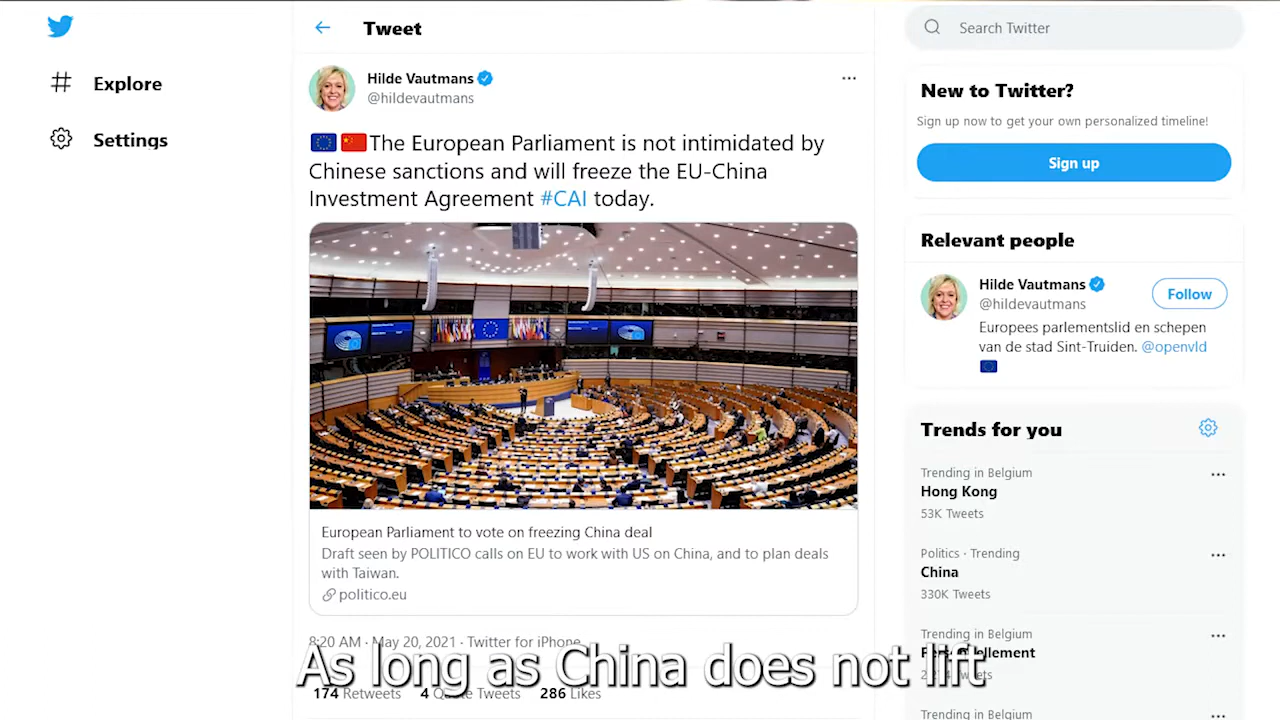 Explore
Settings
Tweet
Hilde Vautmans
@hildevautmans
The European Parliament is not intimidated by
Chinese sanctions and will freeze the EU-China
Investment Agreement #CAI today.
European Parliament to vote on freezing China deal
Draft seen by POLITICO calls on EU to work with US on China, and to plan deals
with Taiwan.
politico.eu
8:20 AM · May 20, 2021 · Twitter for iPhone
As long as China does not lift
174 Retweets 4 Quote Tweets 286 Likes
Search Twitter
New to Twitter?
Sign up now to get your own personalized timeline!
Sign up
Relevant people
Hilde Vautmans
@hildevautmans
Follow
Europees parlementslid en schepen
van de stad Sint-Truiden. @openvld
Trends for you
Trending in Belgium
Hong Kong
53K Tweets
Politics · Trending
China
330K Tweets
Trending in Belgium
Tweets
Trending in Belgium